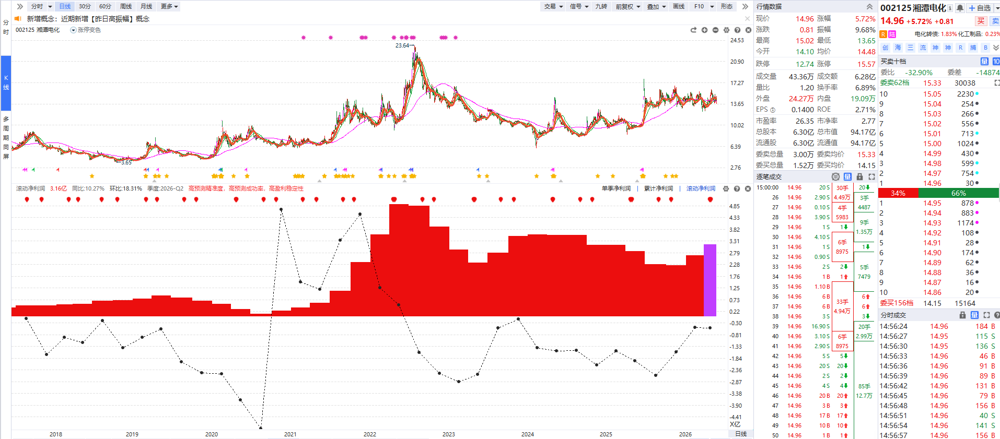 分时 日线 30分 60分 周线 月线 更多 交易 信号 九转 前复权 叠加 画线 F10 形态
新增概念：近期新增【昨日高振幅】概念
002125 湘潭电化 涨停变色
分时
K线
多周期同屏
24.53
23.64
20.90
17.27
13.65
10.02
6.39
3.65
2.76
滚动净利润 3.16亿 同比:10.27% 环比:18.31% 季度:2026-Q2 高预测精准度，高预测成功率，高盈利稳定性 单季净利润 | 累计净利润 | 滚动净利润
4.85
4.33
3.82
3.31
2.79
2.28
1.76
1.25
0.73
0.22
-0.30
-0.81
-1.33
-1.84
-2.36
-2.87
-3.38
-3.90
-4.41
X亿
2018 2019 2020 2021 2022 2023 2024 2025 2026 日线
行情数据
现价 14.96 涨幅 5.72%
涨跌 0.81 振幅 9.68%
最高 15.02 最低 13.65
今开 14.10 均价 14.48
跌停 12.74 涨停 15.57
成交量 43.36万 成交额 6.28亿
量比 1.20 换手率 6.89%
外盘 24.27万 内盘 19.09万
EPS ① 0.1400 ROE 2.71%
市盈率 26.35 市净率 2.77
总股本 6.30亿 总市值 94.17亿
流通股 6.30亿 流通值 94.17亿
委卖总量 3.00万 委卖均价 15.33
委买总量 1.52万 委买均价 14.15
逐笔成交 量
15:00:00 14.96 20 S 30手 20
26 14.96 2.90 S 4.49万 3手
27 14.96 0.10 S 4手 4487
28 14.96 3.90 S 5983
29 14.96 1 S 1 9手
30 14.96 4.10 S 6手 1.35万
31 14.96 1 S 8975 1
32 14.96 0.90 S
33 14.96 2 S 2 5手
34 14.96 1 B 1 7479
35 14.96 1.10 B
36 14.96 6 B 33手 6
37 14.96 6 B 4.94万 6
38 14.96 3 S 3
39 14.96 16.90 S 20手
40 14.96 3.10 S 6手 2.99万
41 14.96 2.90 S 8975
42 14.96 5 S 5
43 14.96 20 S 20
44 14.96 2 S 2
45 14.96 4 S 4 85手
46 14.96 20 B 20 12.7万
47 14.96 3 B 3
48 14.96 17 B 17
49 14.96 10 B 10
50 14.96 1 B 1
002125 湘潭电化 自选
14.96 +5.72% +0.81 买 卖
R 陆 电化转债: 1.83% 化工制品: 0.23%
创 海 三 流 神 神 R 捕 B
买卖十档 量 10
委比 -32.90% 委差 -14874
委卖62档 15.33 30038
10 15.05 2230
9 15.04 254
8 15.03 266
7 15.02 556
6 15.01 713
5 15.00 1024
4 14.99 430
3 14.98 599
2 14.97 754
1 14.96 30
34% 66%
1 14.95 878
2 14.94 883
3 14.93 1174
4 14.92 108
5 14.91 28
6 14.90 174
7 14.89 62
8 14.88 36
9 14.87 16
10 14.86 20
委买156档 14.15 15164
分时成交 量
14:56:24 14.96 184 B
14:56:27 14.95 115 S
14:56:30 14.95 136 S
14:56:33 14.96 46 B
14:56:36 14.96 91 B
14:56:39 14.96 89 B
14:56:42 14.96 131 B
14:56:45 14.96 79 B
14:56:48 14.96 156 B
14:56:51 14.96 40 S
14:56:54 14.96 141 S
14:56:57 14.96 156 B